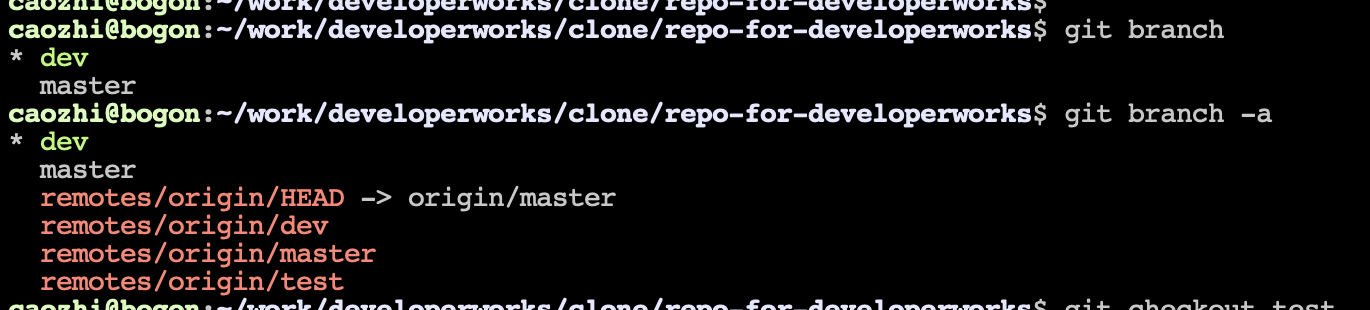 caozhi@bogon:~/work/developerworks/clone/repo-for-developerworks$
caozhi@bogon:~/work/developerworks/clone/repo-for-developerworks$ git branch
* dev
  master
caozhi@bogon:~/work/developerworks/clone/repo-for-developerworks$ git branch -a
* dev
  master
  remotes/origin/HEAD -> origin/master
  remotes/origin/dev
  remotes/origin/master
  remotes/origin/test
caozhi@bogon:~/work/developerworks/clone/repo-for-developerworks$ git checkout test